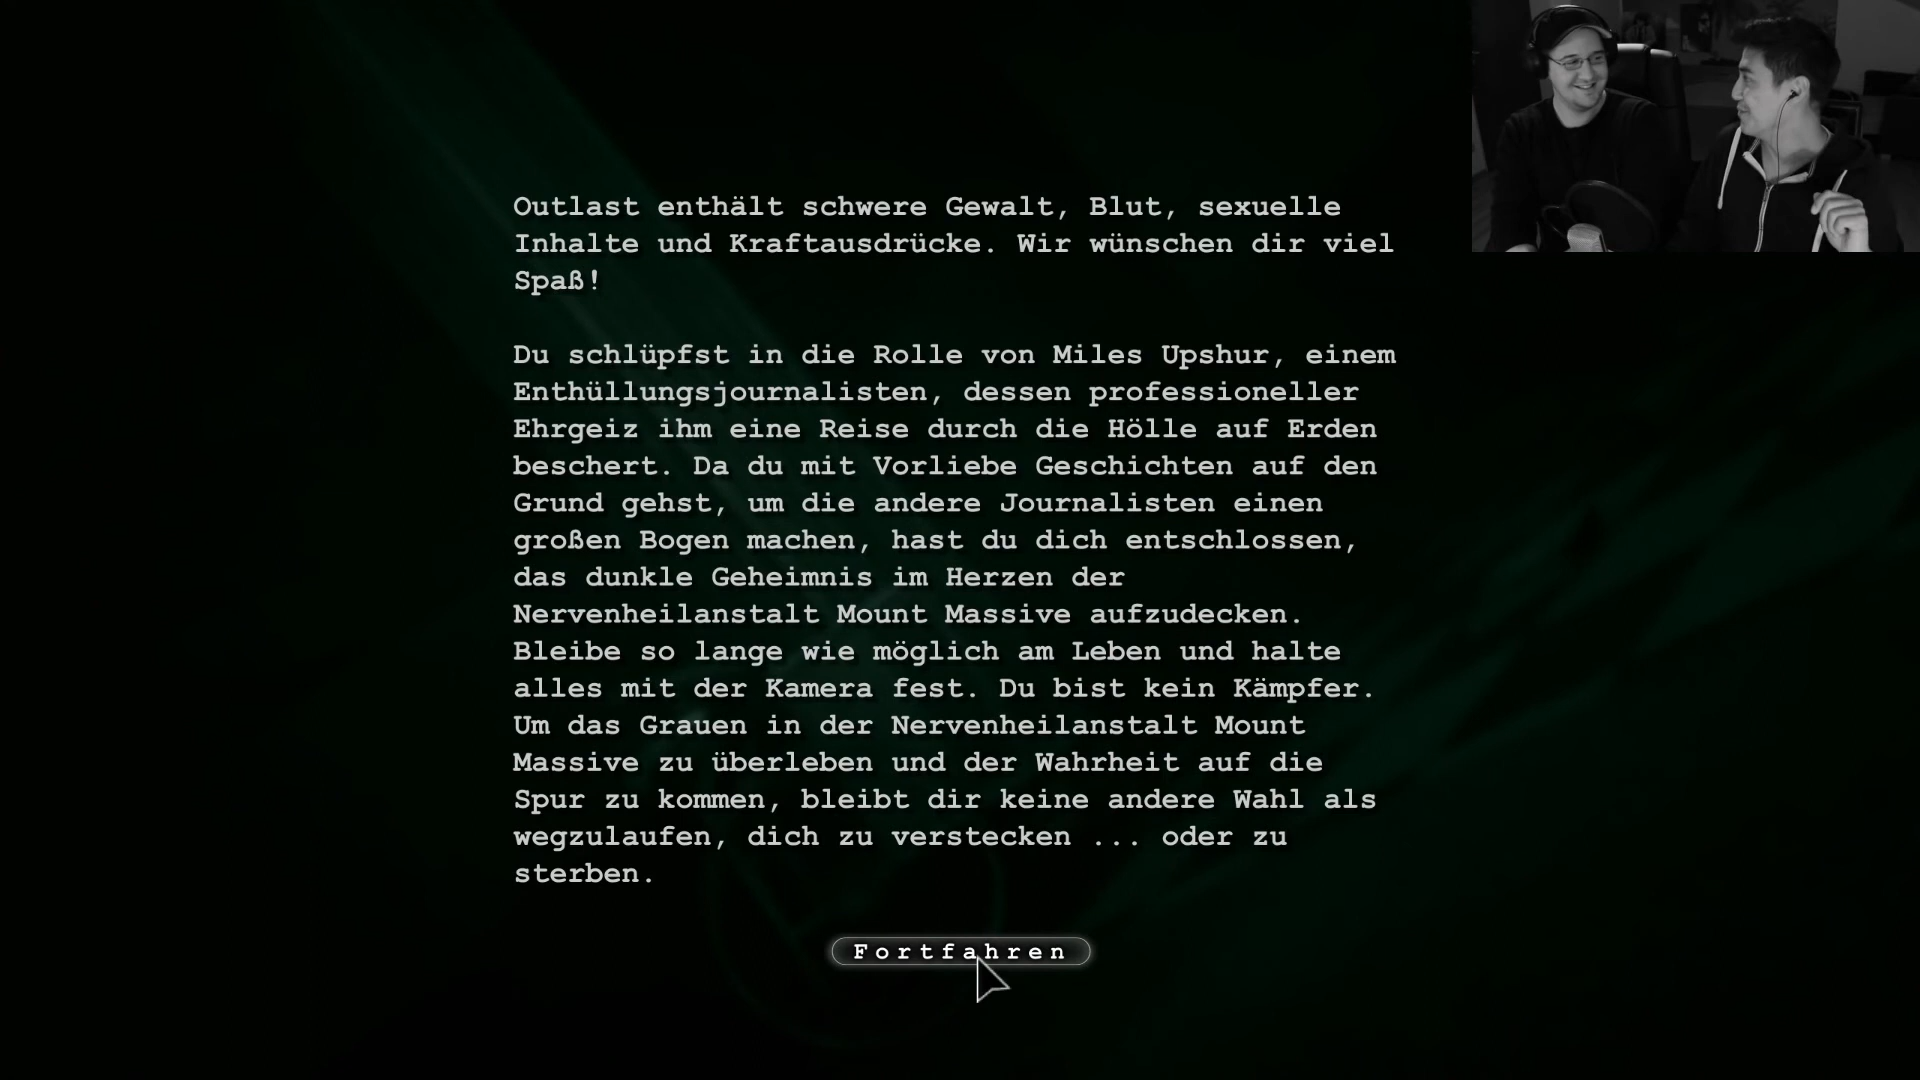 Outlast enthält schwere Gewalt, Blut, sexuelle
Inhalte und Kraftausdrücke. Wir wünschen dir viel
Spaß!
Du schlüpfst in die Rolle von Miles Upshur, einem
Enthüllungsjournalisten, dessen professioneller
Ehrgeiz ihm eine Reise durch die Hölle auf Erden
beschert. Da du mit Vorliebe Geschichten auf den
Grund gehst, um die andere Journalisten einen
großen Bogen machen, hast du dich entschlossen,
das dunkle Geheimnis im Herzen der
Nervenheilanstalt Mount Massive aufzudecken.
Bleibe so lange wie möglich am Leben und halte
alles mit der Kamera fest. Du bist kein Kämpfer.
Um das Grauen in der Nervenheilanstalt Mount
Massive zu überleben und der Wahrheit auf die
Spur zu kommen, bleibt dir keine andere Wahl als
wegzulaufen, dich zu verstecken ... oder zu
sterben.
Fortfahren